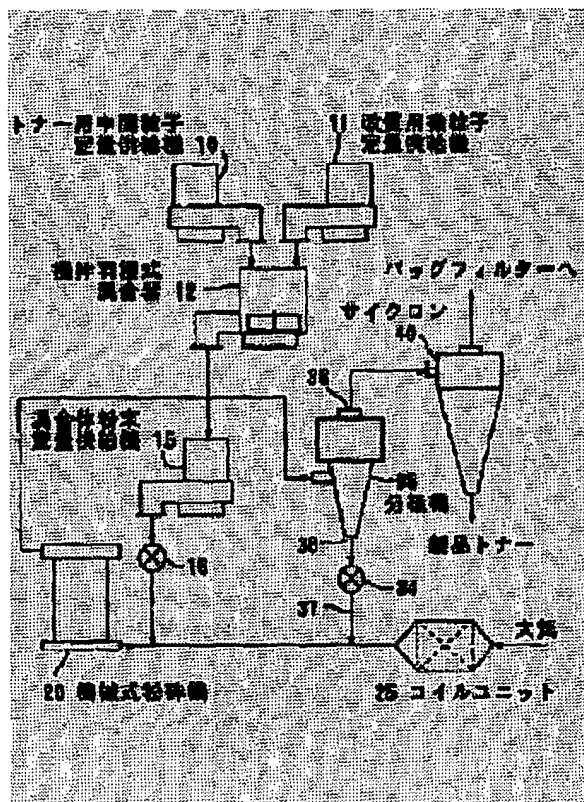 トナー用中間粒子
定量供給機 10
11 改質用微粒子
定量供給機
撹拌羽根式
混合器 12
バッグフィルターへ
サイクロン
40
38
混合粉末
定量供給機 15
35
分級機
16
36
34
製品トナー
37
大気
20 機械式粉砕機
25 コイルユニット